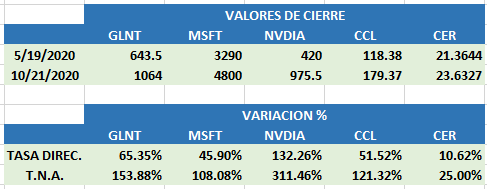 VALORES DE CIERRE
GLNT MSFT NVDIA CCL CER
5/19/2020 643.5 3290 420 118.38 21.3644
10/21/2020 1064 4800 975.5 179.37 23.6327
VARIACION %
GLNT MSFT NVDIA CCL CER
TASA DIREC. 65.35% 45.90% 132.26% 51.52% 10.62%
T.N.A. 153.88% 108.08% 311.46% 121.32% 25.00%